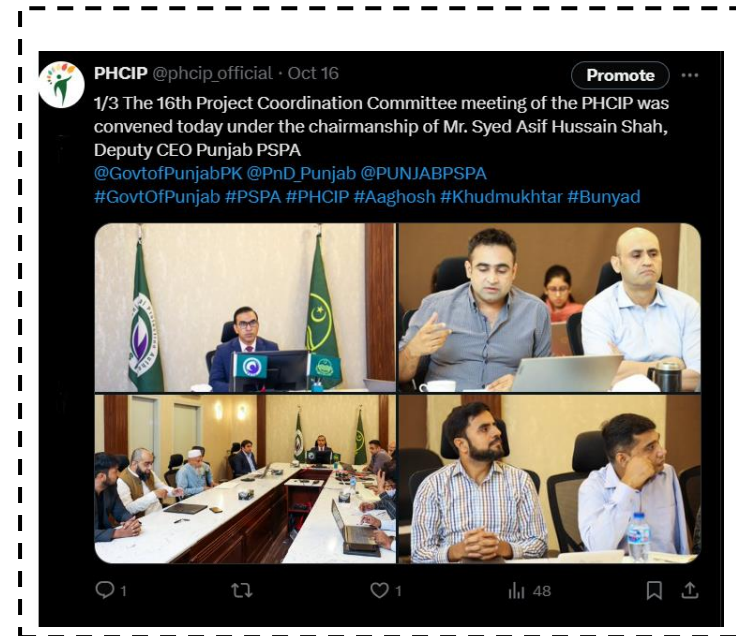 PHCIP @phcip_official · Oct 16
Promote
1/3 The 16th Project Coordination Committee meeting of the PHCIP was
convened today under the chairmanship of Mr. Syed Asif Hussain Shah,
Deputy CEO Punjab PSPA
@GovtofPunjabPK @PnD_Punjab @PUNJABPSPA
#GovtOfPunjab #PSPA #PHCIP #Aaghosh #Khudmukhtar #Bunyad
1
1
48